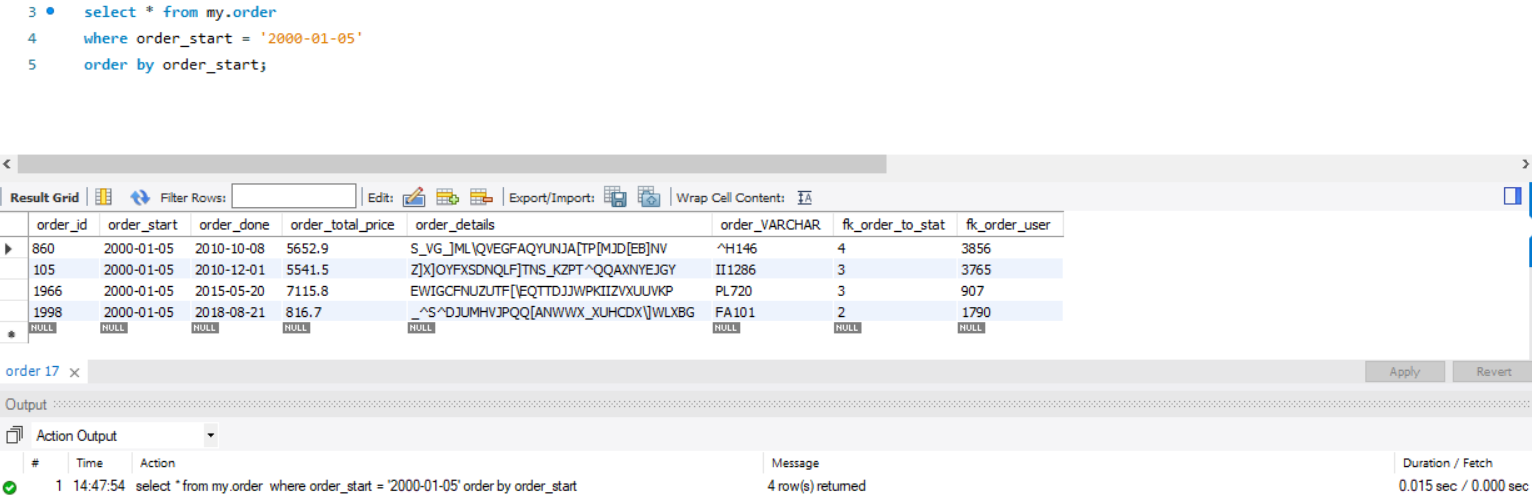 3 select * from my.order
4 where order_start = '2000-01-05'
5 order by order_start;
Result Grid Filter Rows: Edit: Export/Import: Wrap Cell Content:
order_id order_start order_done order_total_price order_details order_VARCHAR fk_order_to_stat fk_order_user
860 2000-01-05 2010-10-08 5652.9 S_VG_]ML\QVEGFAQYUNJA[TP[MJD[EB]NV ^H146 4 3856
105 2000-01-05 2010-12-01 5541.5 Z]X]OYFXSDNQLF]TNS_KZPT^QQAXNYEJGY II1286 3 3765
1966 2000-01-05 2015-05-20 7115.8 EWIGCFNUZUTF[\EQTTDJJWPKIIZVXUUVKP PL720 3 907
1998 2000-01-05 2018-08-21 816.7 _^S^DJUMHVJPQQ[ANWWX_XUHCDX\]WLXBG FA101 2 1790
NULL NULL NULL NULL NULL NULL NULL NULL
order 17 Apply Revert
Output
Action Output
# Time Action Message Duration / Fetch
1 14:47:54 select * from my.order where order_start = '2000-01-05' order by order_start 4 row(s) returned 0.015 sec / 0.000 sec